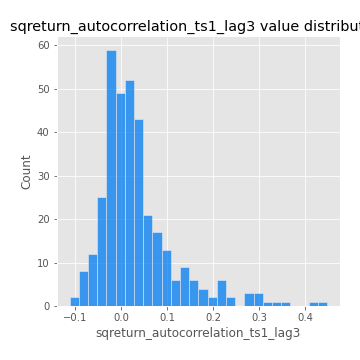 sqreturn_autocorrelation_ts1_lag3 value distribut
60
50
40
30
20
10
0
Count
−0.1 0.0 0.1 0.2 0.3 0.4
sqreturn_autocorrelation_ts1_lag3